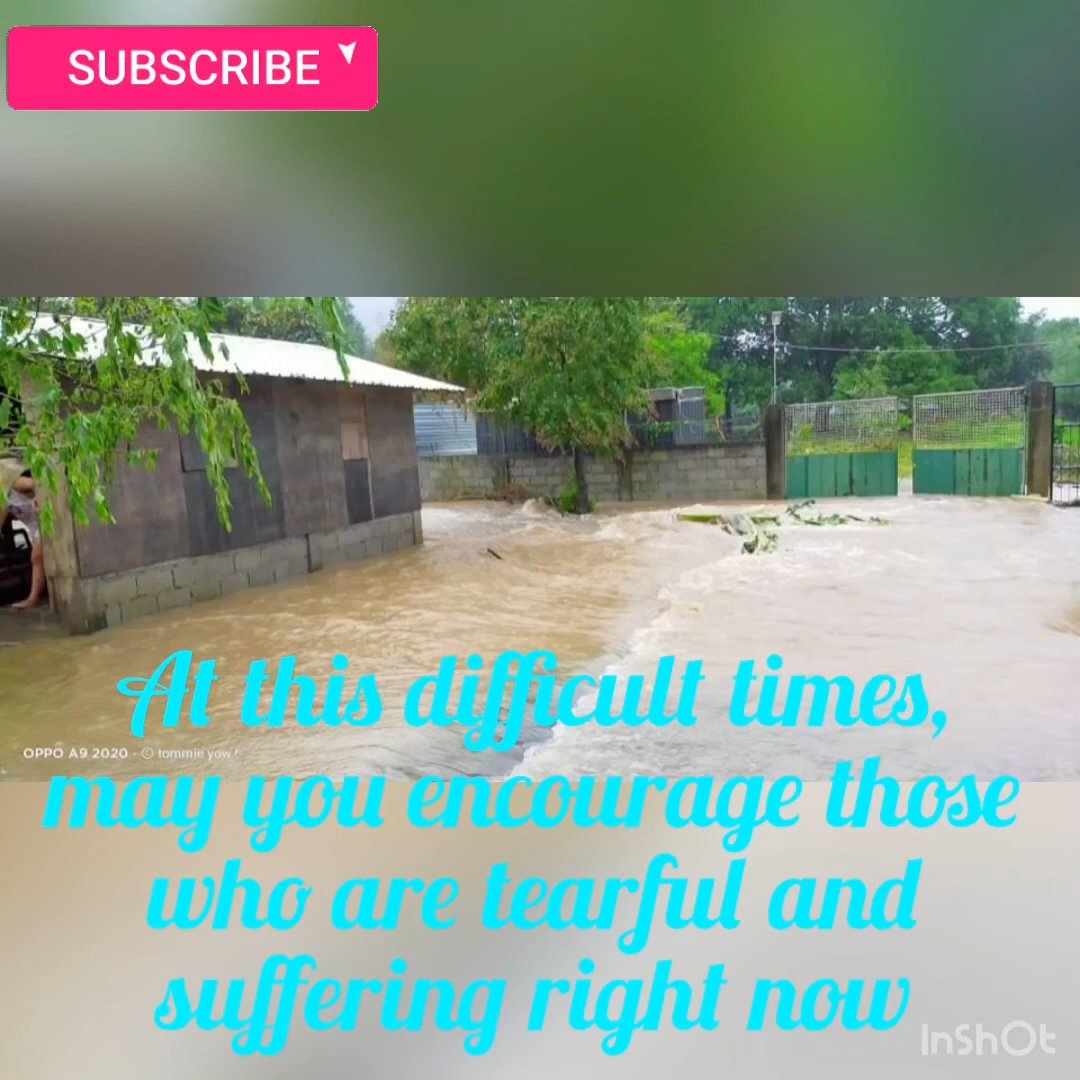 SUBSCRIBE
At this difficult times,
OPPO A9 2020 · © tommie yow !
may you encourage those
who are tearful and
suffering right now
InShOt